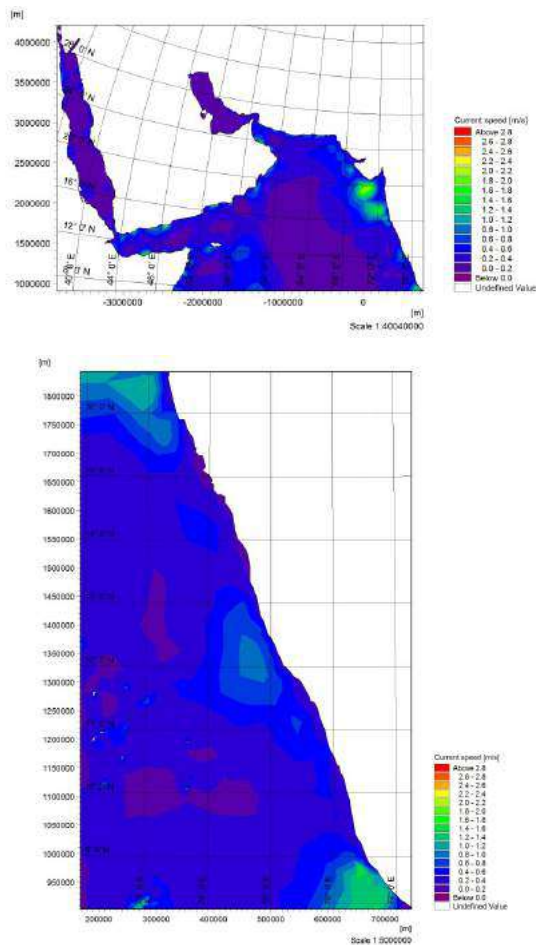 [m]
4000000
3500000
3000000
2500000
2000000
1500000
1000000
16° 0' N
12° 0' N
-3000000
-2000000
-1000000
0
[m]
Scale 1:40040000
Current speed [m/s]
Above 2.8
2.6 - 2.8
2.4 - 2.6
2.2 - 2.4
2.0 - 2.2
1.8 - 2.0
1.6 - 1.8
1.4 - 1.6
1.2 - 1.4
1.0 - 1.2
0.8 - 1.0
0.6 - 0.8
0.4 - 0.6
0.2 - 0.4
0.0 - 0.2
Below 0.0
Undefined Value
[m]
1800000
1750000
1700000
1650000
1600000
1550000
1500000
1450000
1400000
1350000
1300000
1250000
1200000
1150000
1100000
1050000
1000000
950000
200000
300000
400000
500000
600000
700000
[m]
Current speed [m/s]
Above 2.8
2.6 - 2.8
2.4 - 2.6
2.2 - 2.4
2.0 - 2.2
1.8 - 2.0
1.6 - 1.8
1.4 - 1.6
1.2 - 1.4
1.0 - 1.2
0.8 - 1.0
0.6 - 0.8
0.4 - 0.6
0.2 - 0.4
0.0 - 0.2
Below 0.0
Undefined Value